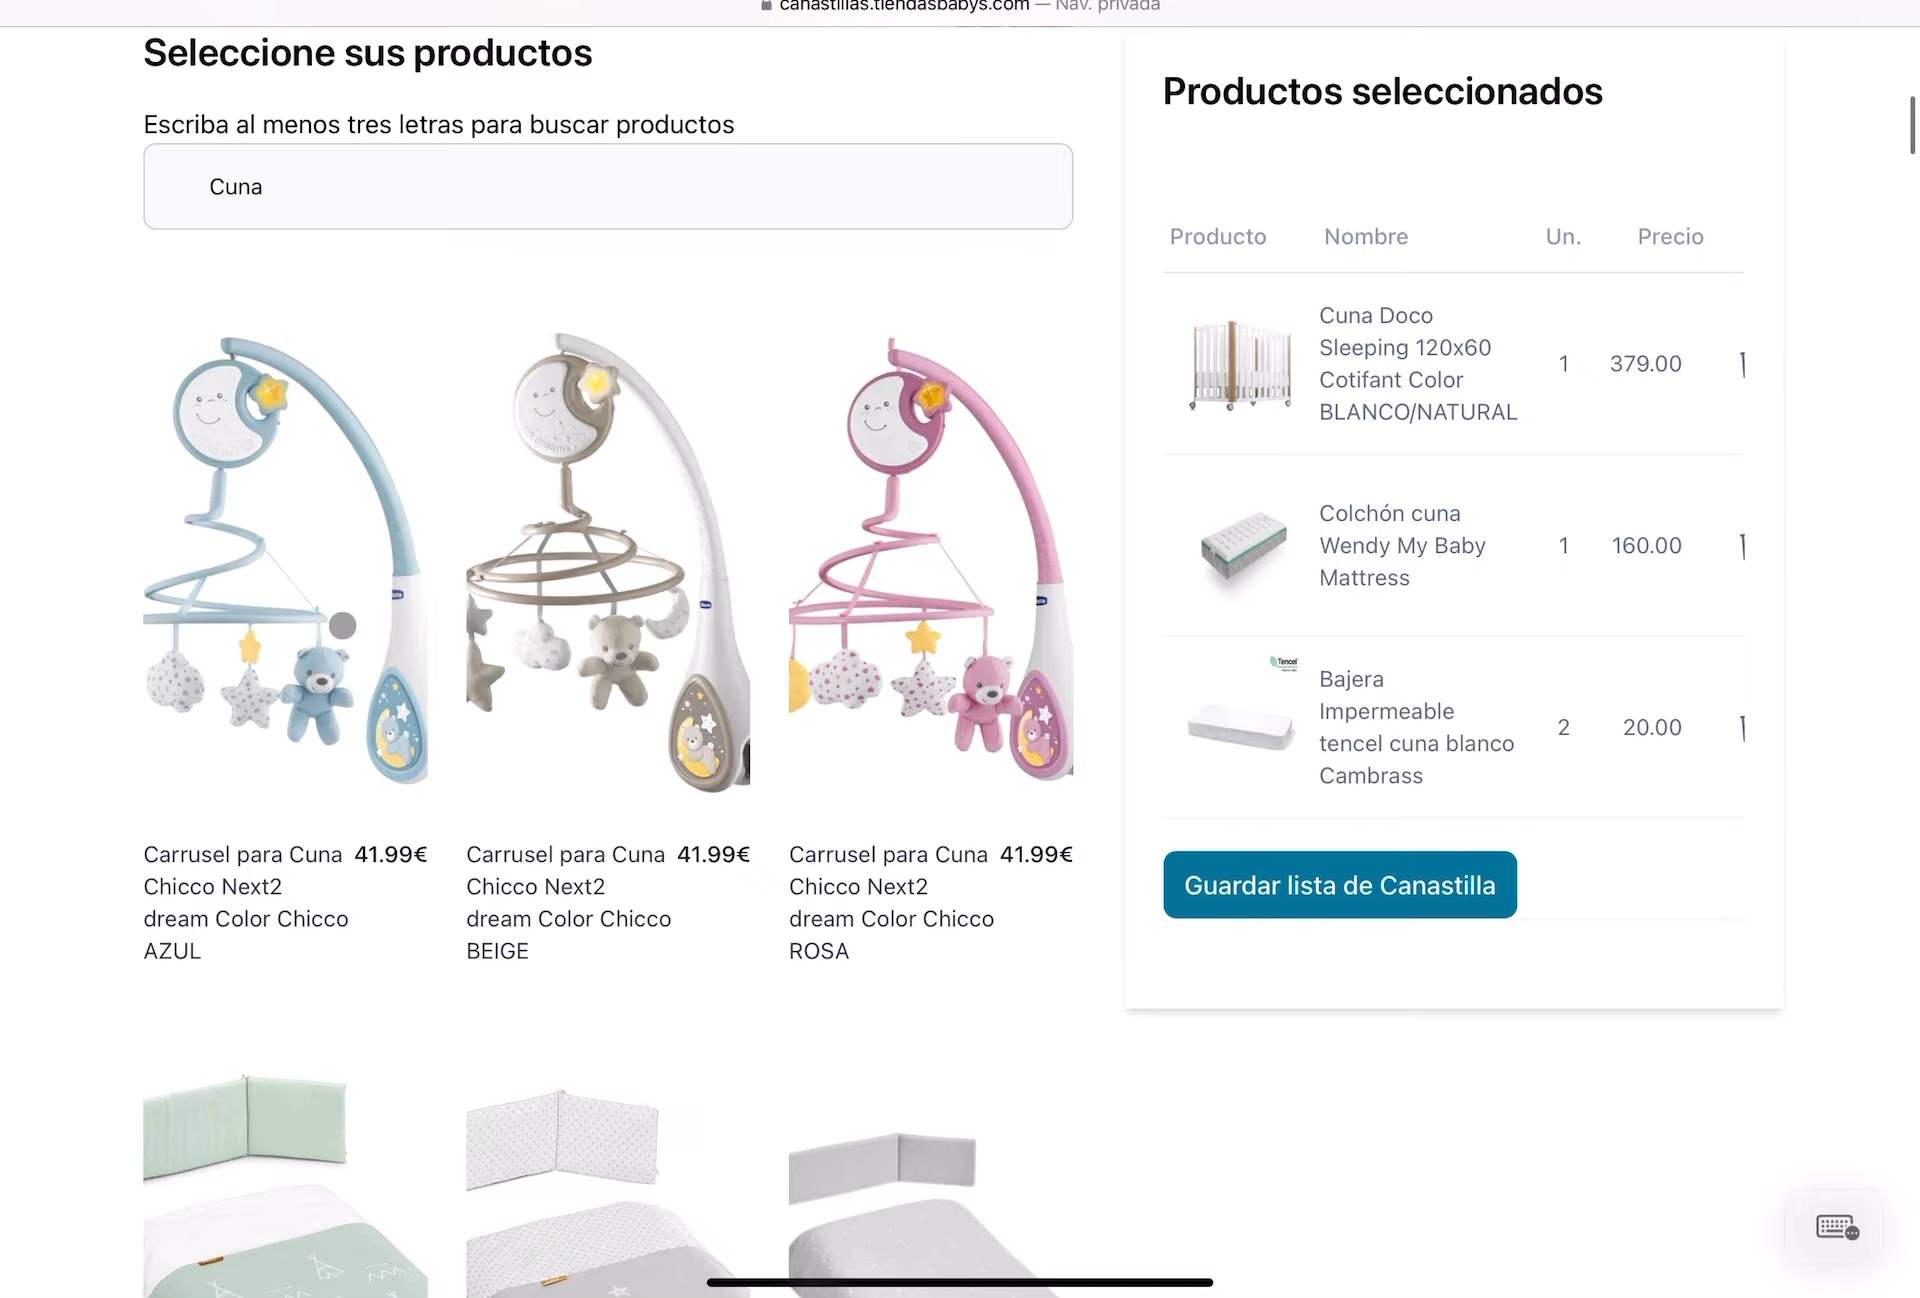 canastillas.tiendasbabys.com — Nav. privada
Seleccione sus productos
Escriba al menos tres letras para buscar productos
Cuna
Carrusel para Cuna 41.99€
Chicco Next2
dream Color Chicco
AZUL
Carrusel para Cuna 41.99€
Chicco Next2
dream Color Chicco
BEIGE
Carrusel para Cuna 41.99€
Chicco Next2
dream Color Chicco
ROSA
Productos seleccionados
Producto Nombre Un. Precio
Cuna Doco
Sleeping 120x60
Cotifant Color
BLANCO/NATURAL
1 379.00
Colchón cuna
Wendy My Baby
Mattress
1 160.00
Tencel
Bajera
Impermeable
tencel cuna blanco
Cambrass
2 20.00
Guardar lista de Canastilla